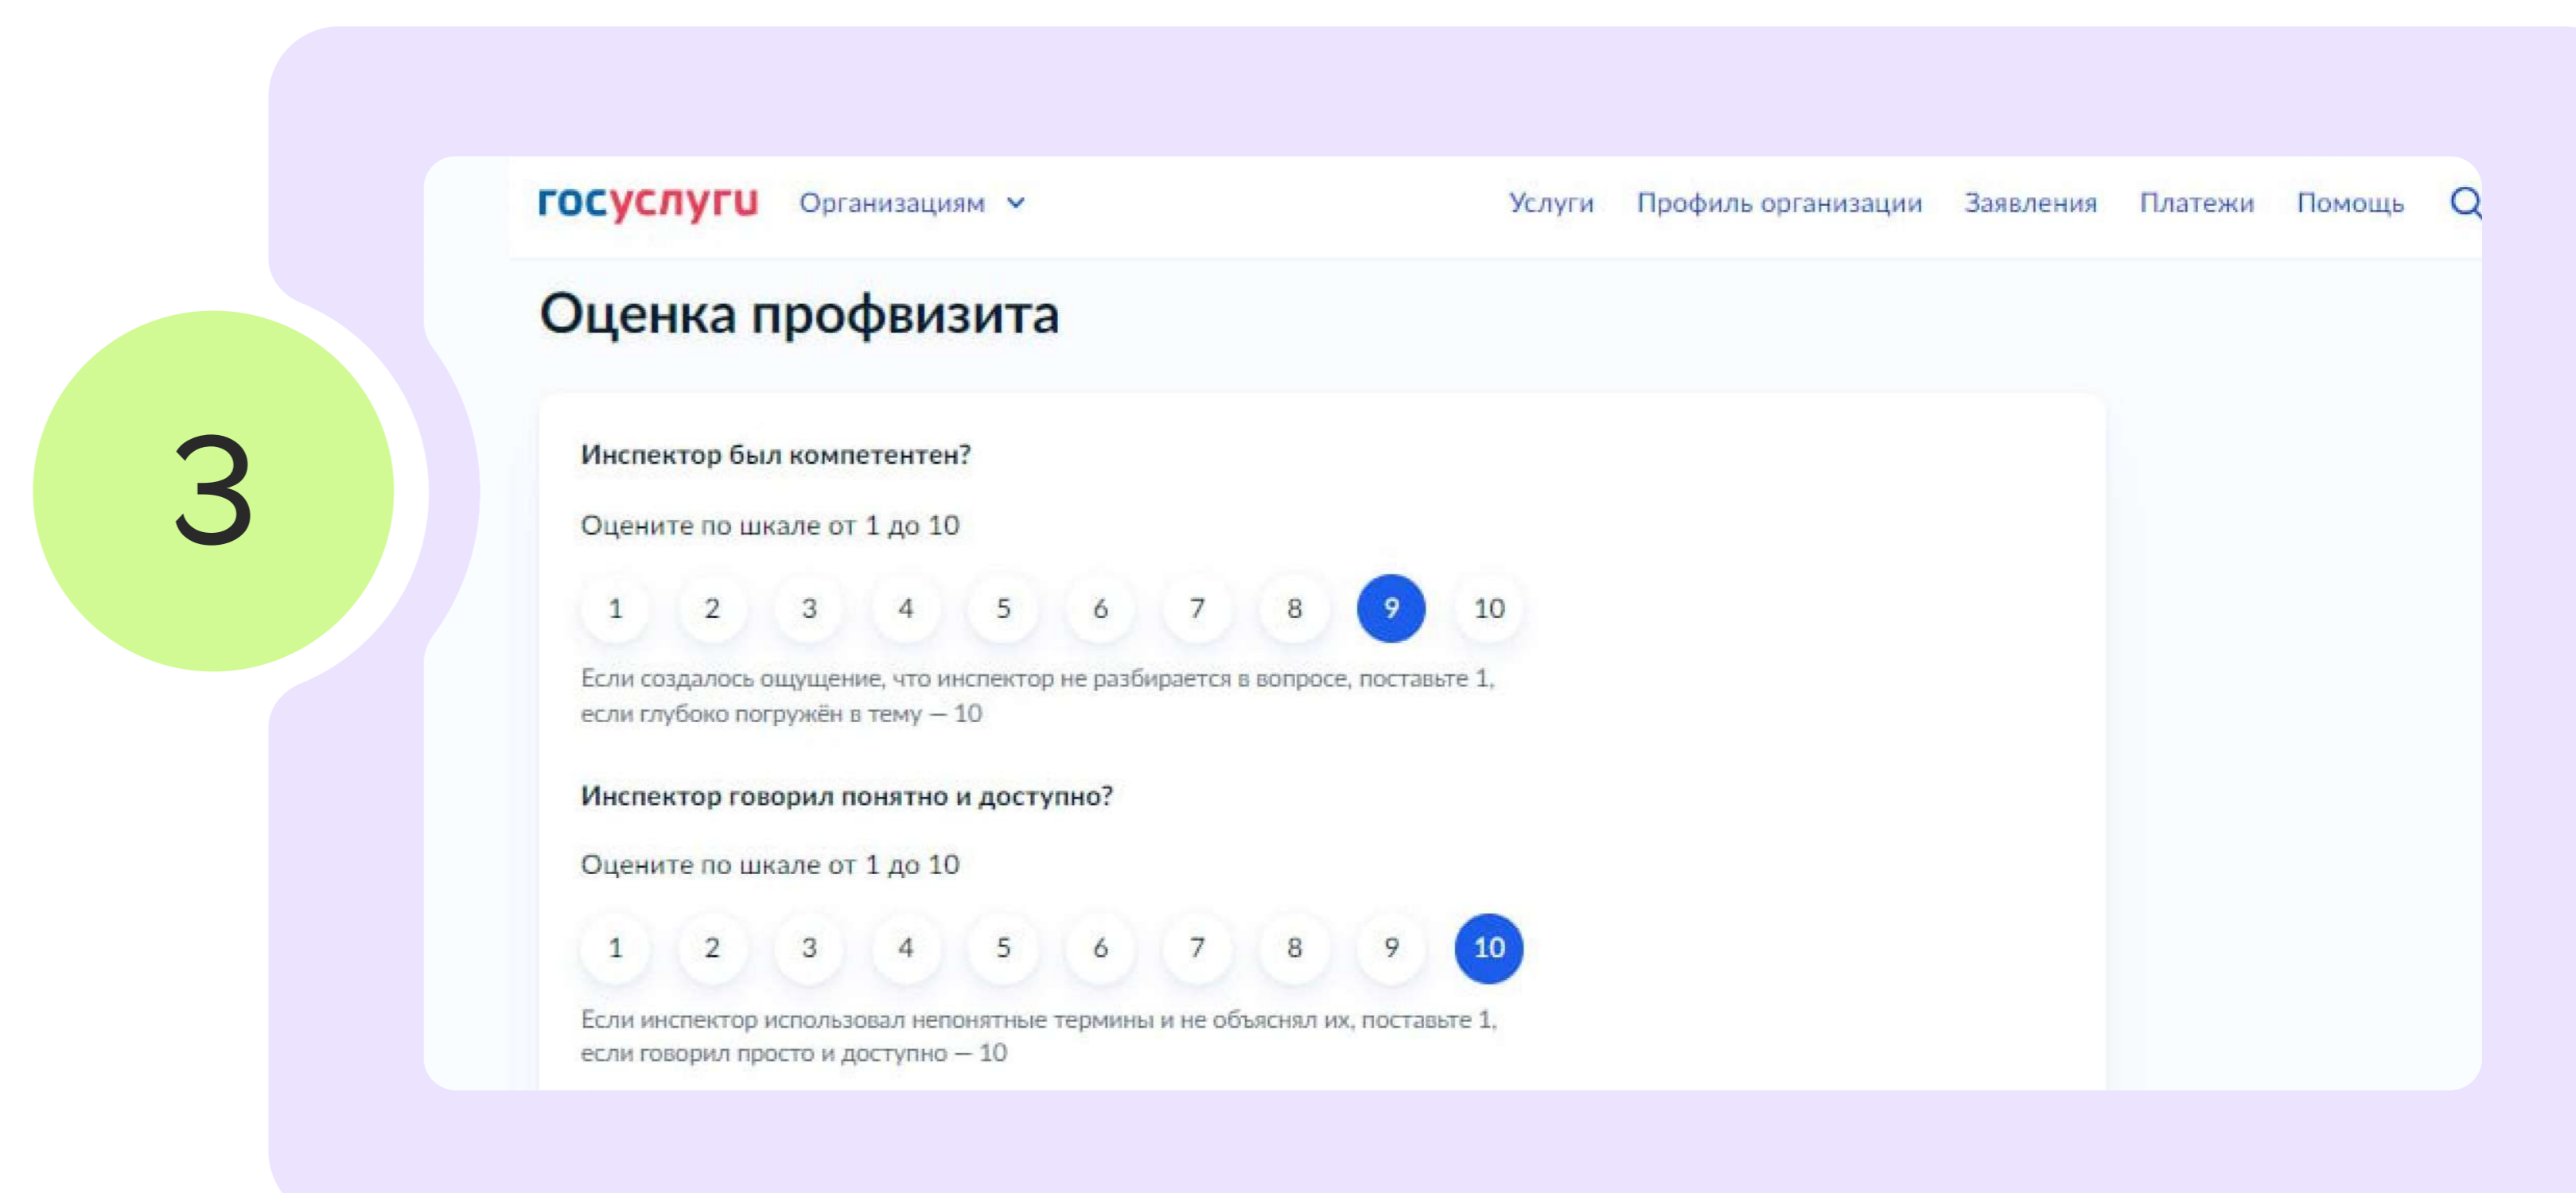 госуслуги Организациям Услуги Профиль организации Заявления Платежи Помощь
Оценка профвизита
3
Инспектор был компетентен?
Оцените по шкале от 1 до 10
1 2 3 4 5 6 7 8 9 10
Если создалось ощущение, что инспектор не разбирается в вопросе, поставьте 1,
если глубоко погружён в тему — 10
Инспектор говорил понятно и доступно?
Оцените по шкале от 1 до 10
1 2 3 4 5 6 7 8 9 10
Если инспектор использовал непонятные термины и не объяснял их, поставьте 1,
если говорил просто и доступно — 10